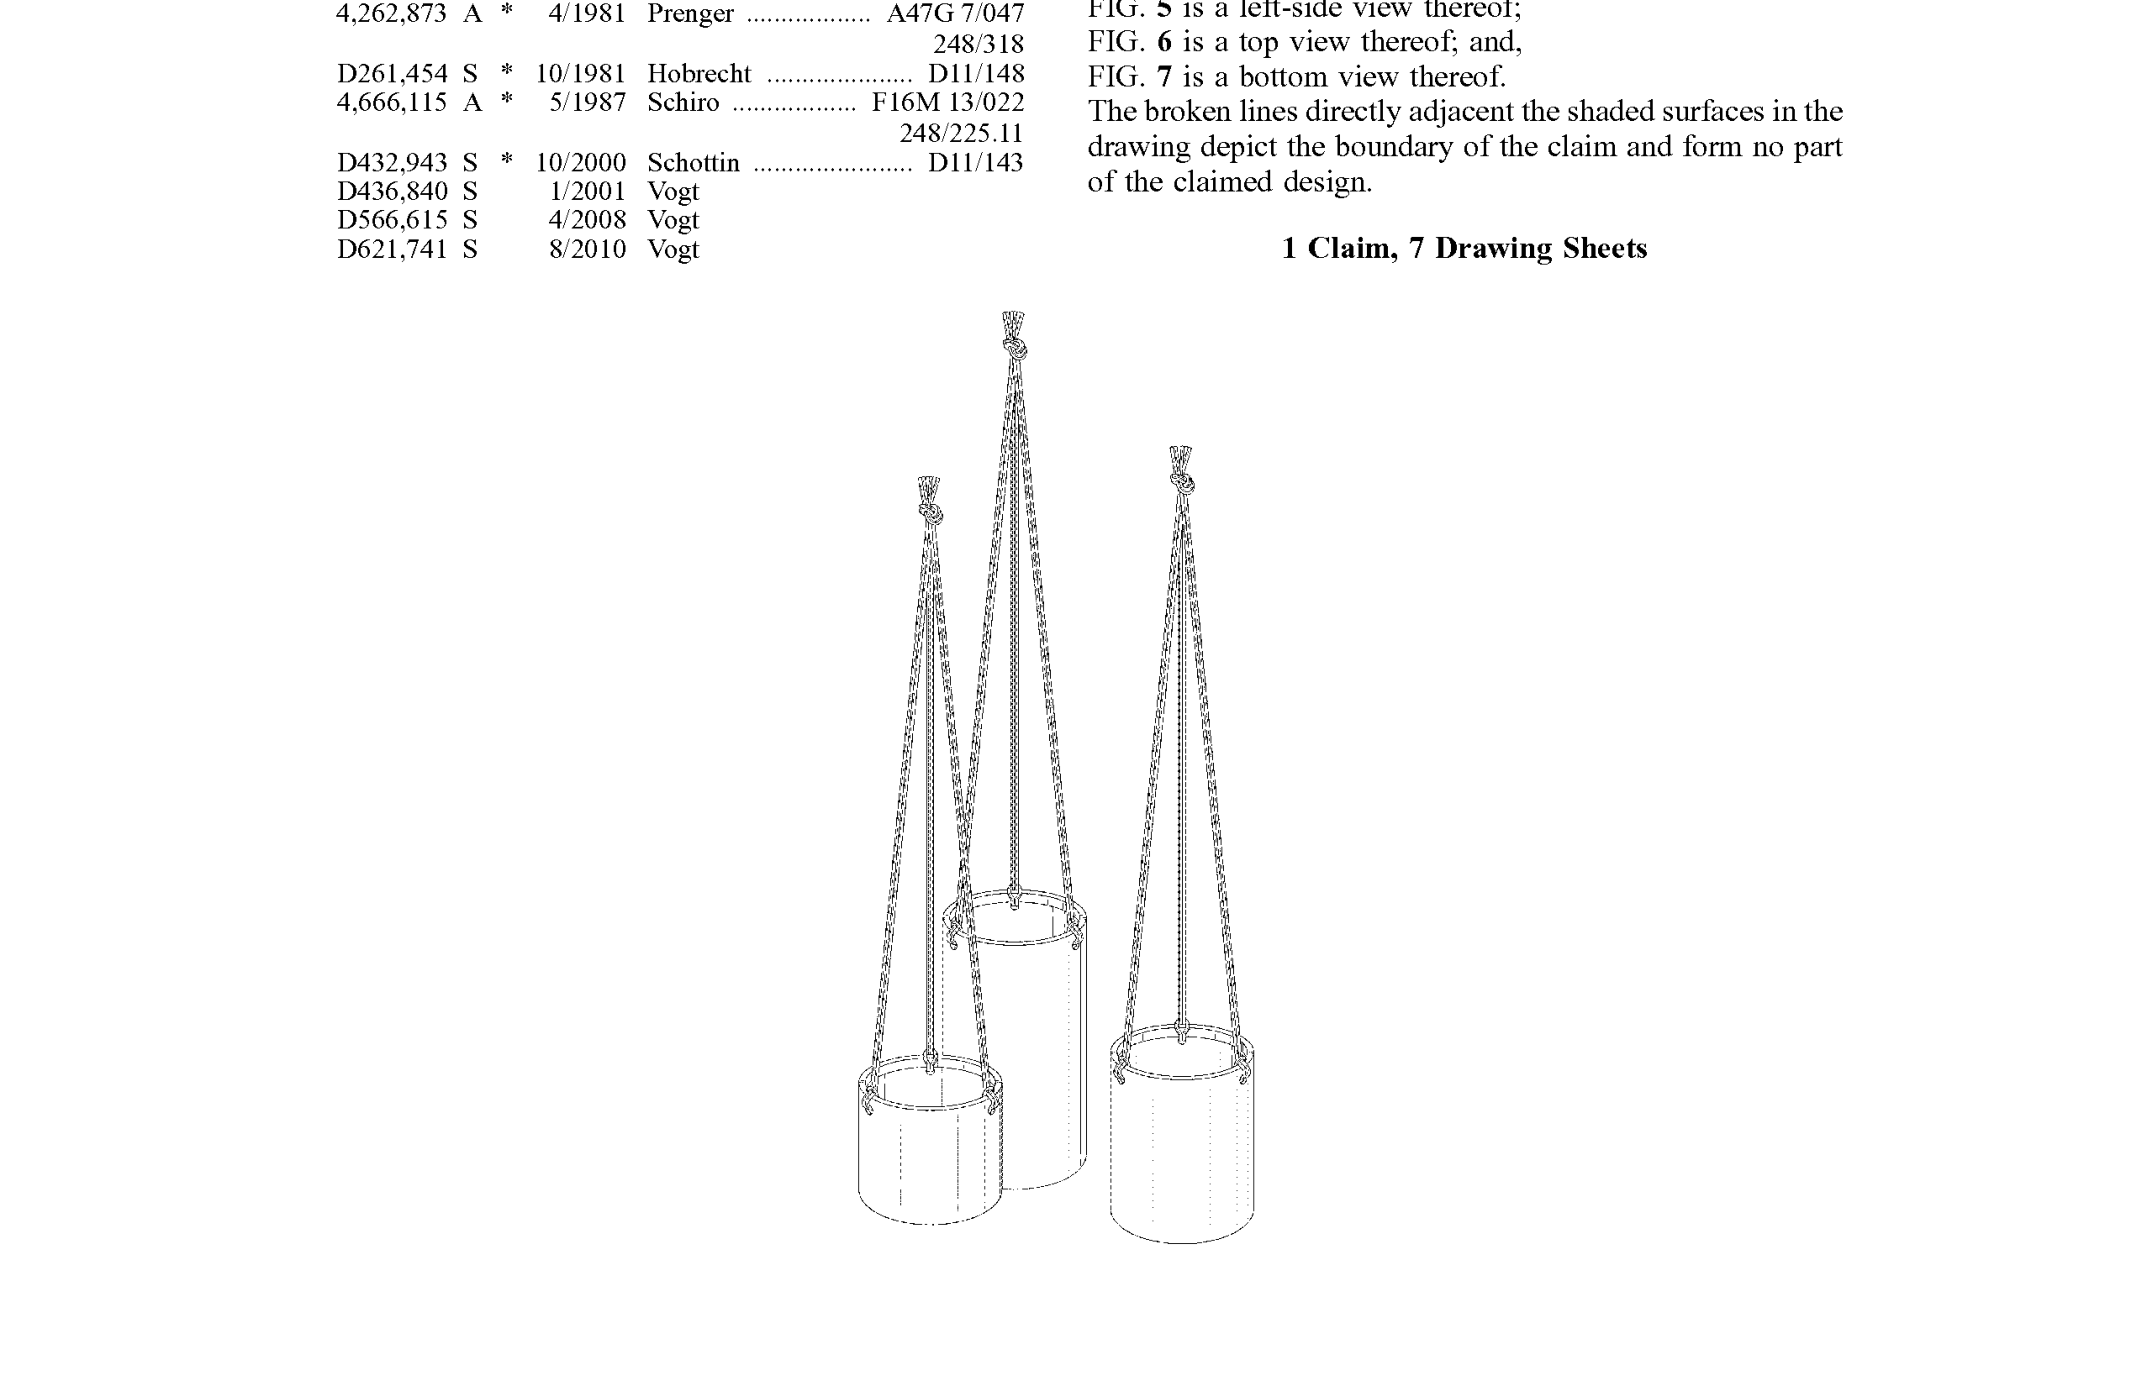 4,262,873 A * 4/1981 Prenger .................. A47G 7/047
248/318
D261,454 S * 10/1981 Hobrecht ..................... D11/148
4,666,115 A * 5/1987 Schiro .................. F16M 13/022
248/225.11
D432,943 S * 10/2000 Schottin ....................... D11/143
D436,840 S 1/2001 Vogt
D566,615 S 4/2008 Vogt
D621,741 S 8/2010 Vogt
FIG. 5 is a left-side view thereof;
FIG. 6 is a top view thereof; and,
FIG. 7 is a bottom view thereof.
The broken lines directly adjacent the shaded surfaces in the
drawing depict the boundary of the claim and form no part
of the claimed design.
1 Claim, 7 Drawing Sheets